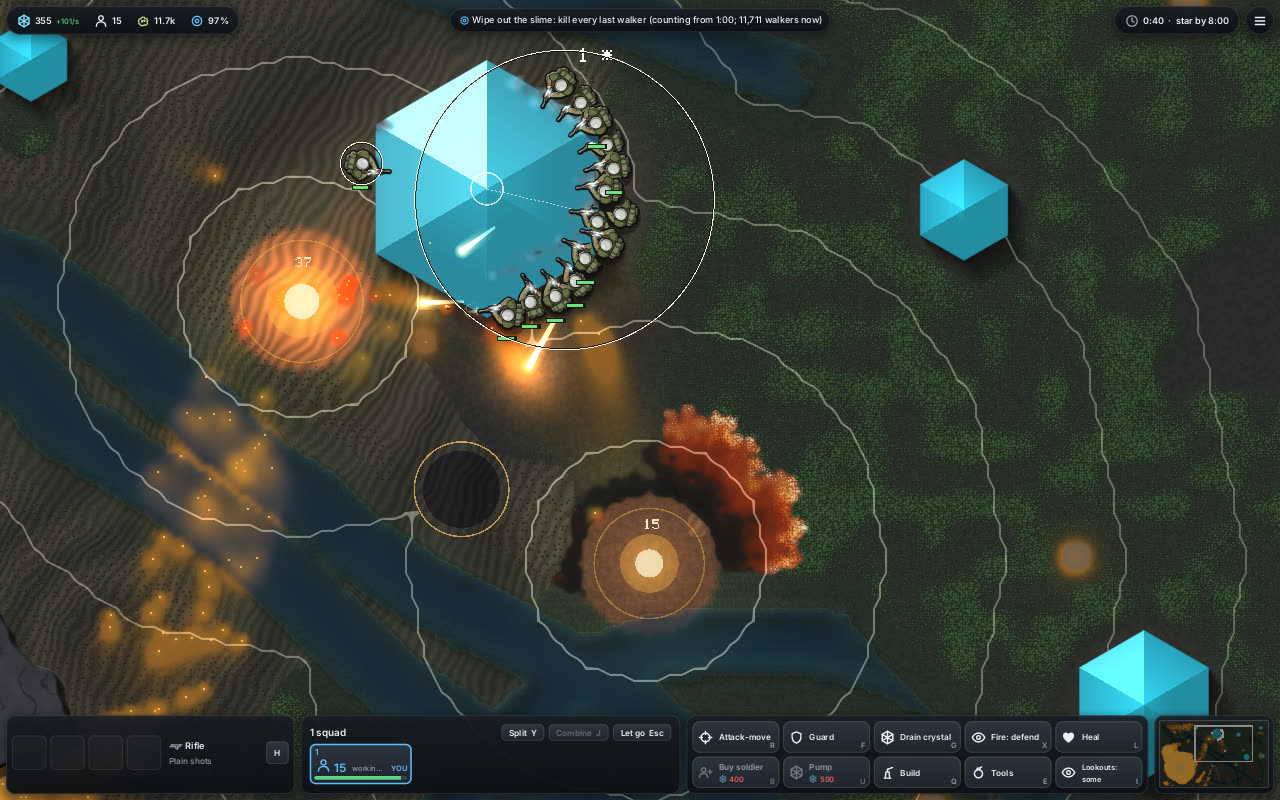 355 +101/s 15 11.7k 97%
Wipe out the slime: kill every last walker (counting from 1:00; 11,711 walkers now)
0:40 · star by 8:00
1
37
15
Rifle
Plain shots
H
1 squad
Split Y
Combine J
Let go Esc
1
15 workin... YOU
Attack-move R
Guard F
Drain crystal G
Fire: defend X
Heal L
Buy soldier 400 B
Pump 500 U
Build Q
Tools E
Lookouts: some I